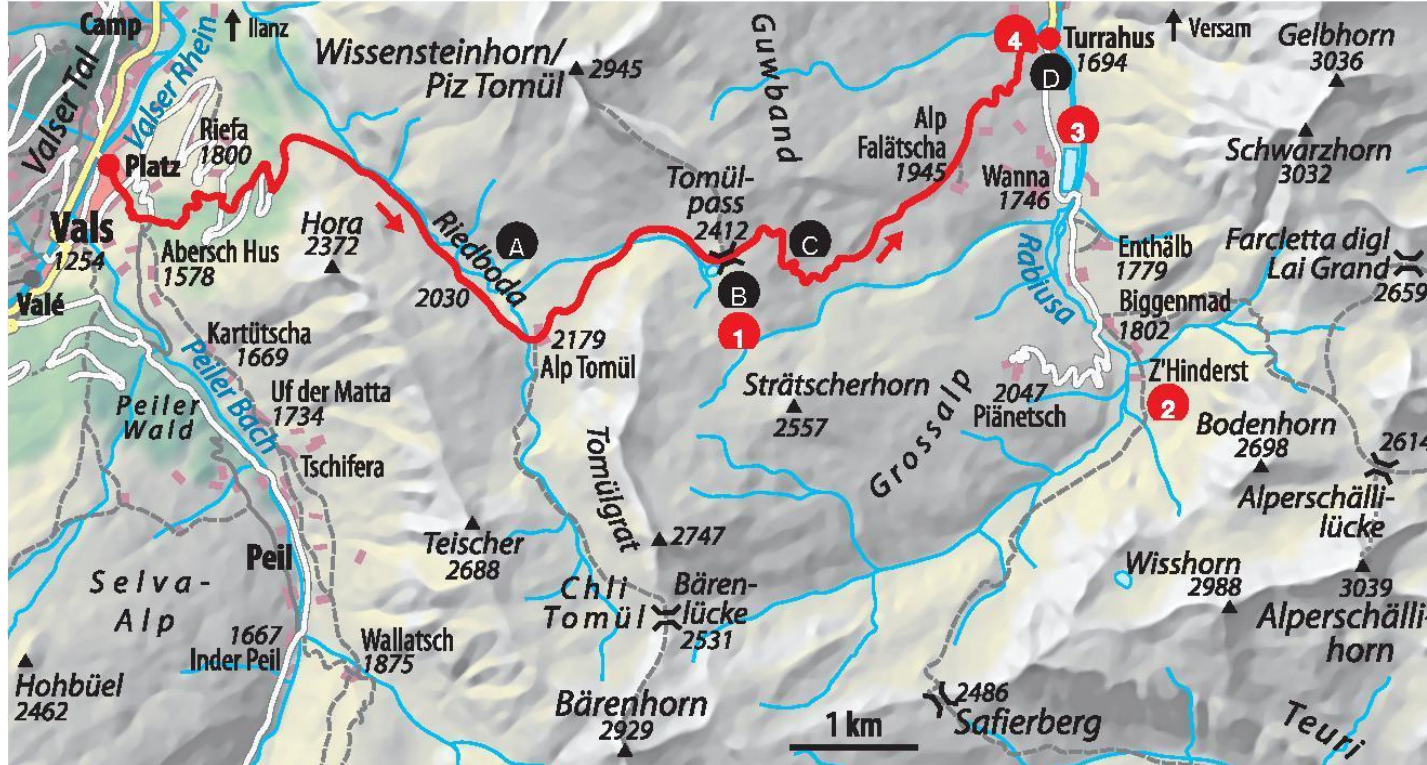 Camp
Ilanz
Valser Tal
Valser Rhein
Wissensteinhorn/
Piz Tomül
2945
Guwband
4
Turrahus
1694
D
Versam
Gelbhorn
3036
3
Schwarzhorn
3032
Riefa
1800
Platz
Alp
Falätscha
1945
Wanna
1746
Tomül-
pass
2412
Vals
1254
Hora
2372
Riedboda
A
C
B
1
Abersch Hus
1578
2030
Rabiusa
Enthälb
1779
Farcletta digl
Lai Grand
2659
Valé
Biggenmad
1802
Kartütscha
1669
Peiler Bach
2179
Alp Tomül
Strätscherhorn
2557
2047
Piänetsch
Z'Hinderst
2
Peiler
Wald
Uf der Matta
1734
Tschifera
Tomülgrat
Grossalp
Bodenhorn
2698
2614
Alperschälli-
lücke
Teischer
2688
2747
Peil
Selva-
Alp
Chli
Tomül
Bären-
lücke
2531
Wisshorn
2988
3039
Alperschälli-
horn
1667
Inder Peil
Wallatsch
1875
Hohbüel
2462
Bärenhorn
2929
1 km
2486
Safierberg
Teuri